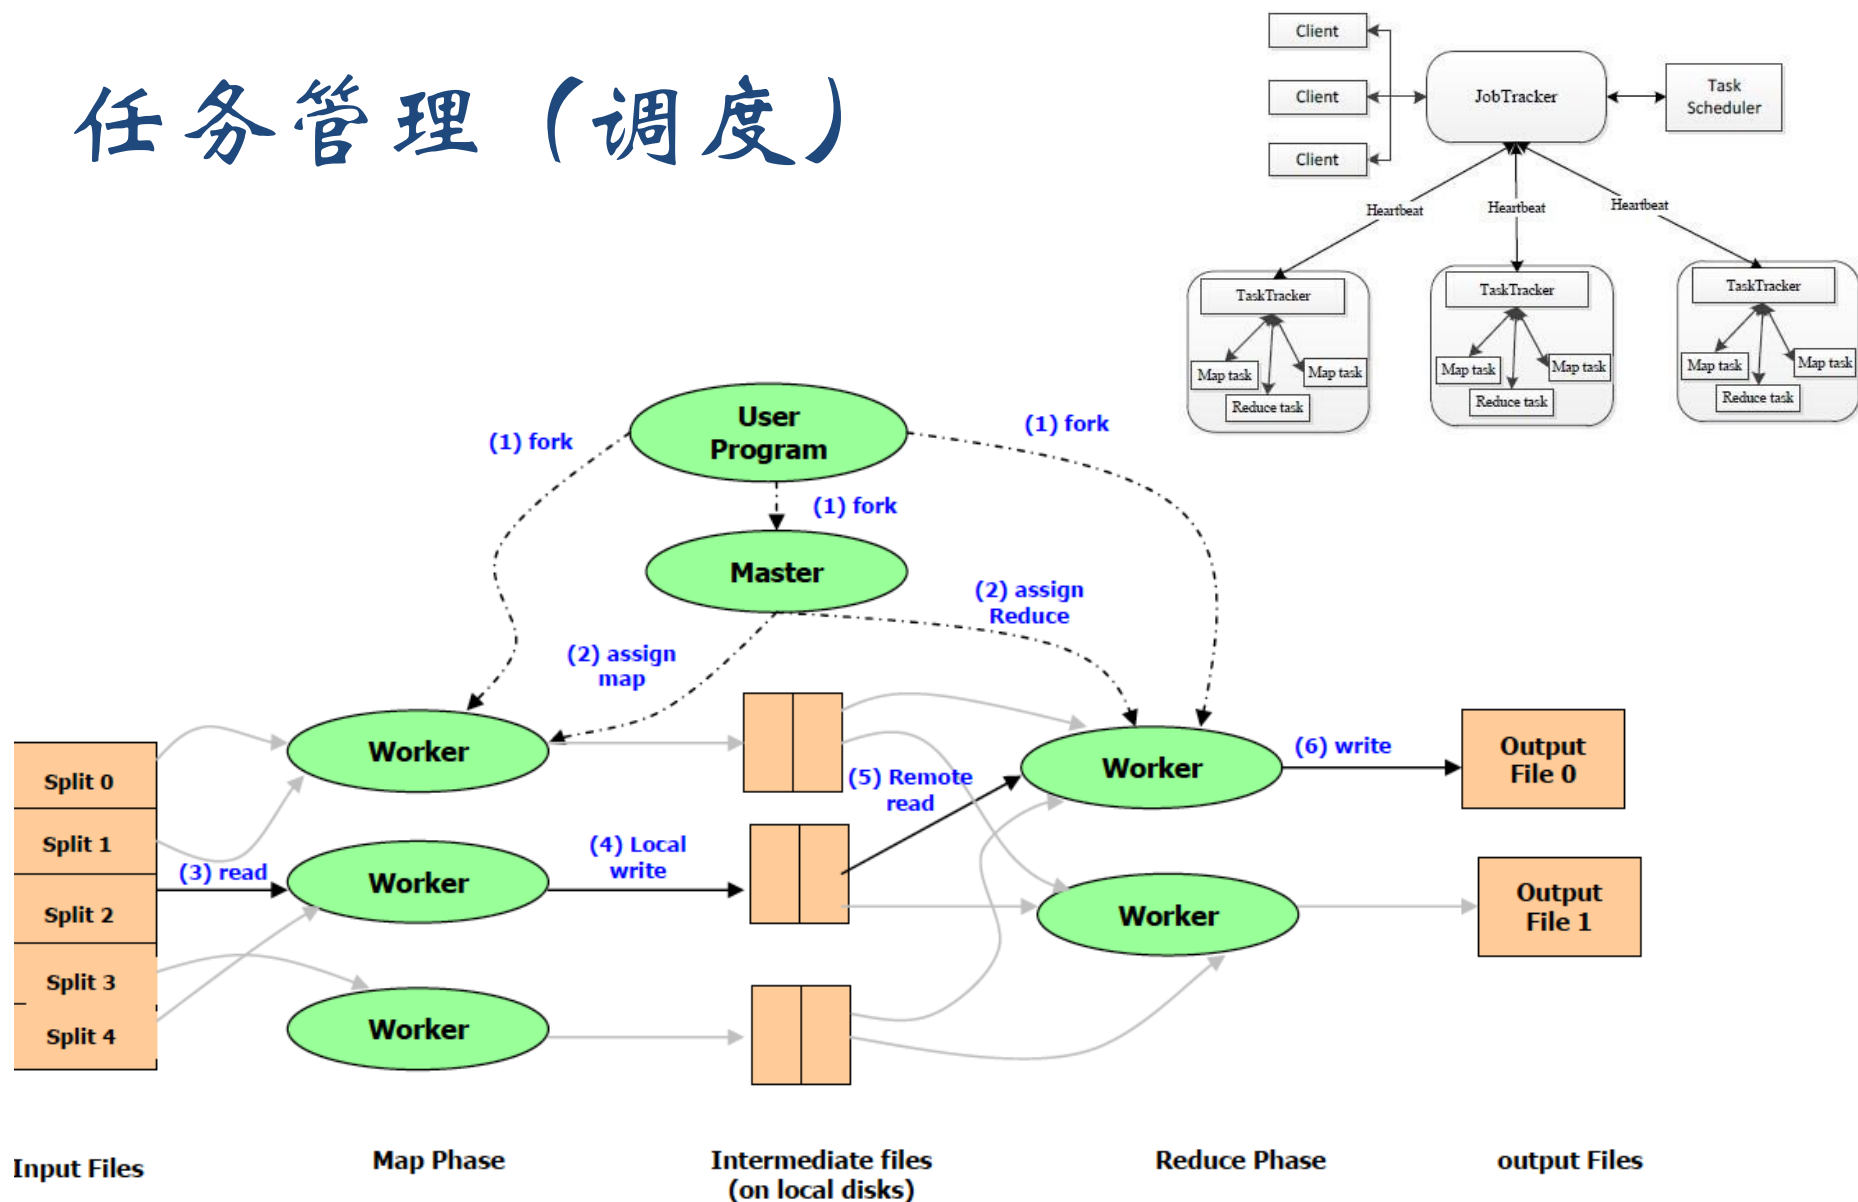 任务管理（调度）
Client
Client
Client
JobTracker
Task
Scheduler
Heartbeat
Heartbeat
Heartbeat
TaskTracker
Map task
Map task
Reduce task
TaskTracker
Map task
Map task
Reduce task
TaskTracker
Map task
Map task
Reduce task
User
Program
(1) fork
(1) fork
(1) fork
Master
(2) assign
map
(2) assign
Reduce
Split 0
Split 1
Split 2
Split 3
Split 4
(3) read
Worker
Worker
Worker
(4) Local
write
(5) Remote
read
Worker
Worker
(6) write
Output
File 0
Output
File 1
Input Files
Map Phase
Intermediate files
(on local disks)
Reduce Phase
output Files